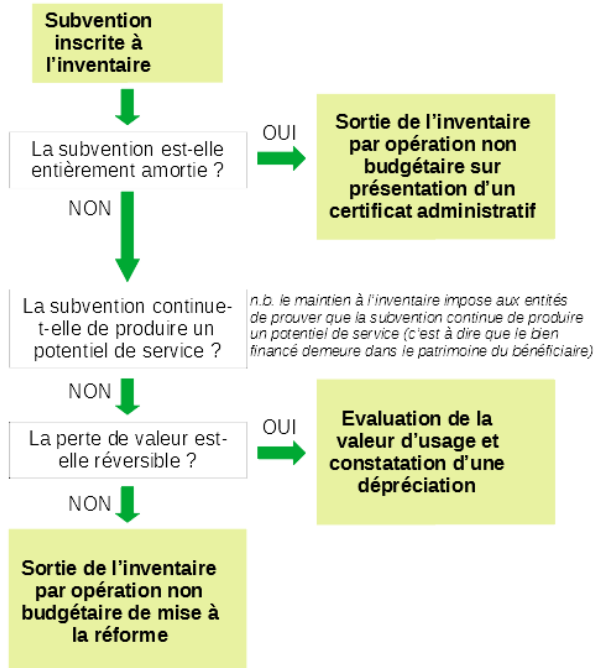 Subvention
inscrite à
l'inventaire
La subvention est-elle
entièrement amortie ?
OUI
Sortie de l'inventaire
par opération non
budgétaire sur
présentation d'un
certificat administratif
NON
La subvention continue-
t-elle de produire un
potentiel de service ?
n.b. le maintien à l'inventaire impose aux entités
de prouver que la subvention continue de produire
un potentiel de service (c'est à dire que le bien
financé demeure dans le patrimoine du bénéficiaire)
NON
La perte de valeur est-
elle réversible ?
OUI
Evaluation de la
valeur d'usage et
constatation d'une
dépréciation
NON
Sortie de l'inventaire
par opération non
budgétaire de mise à
la réforme